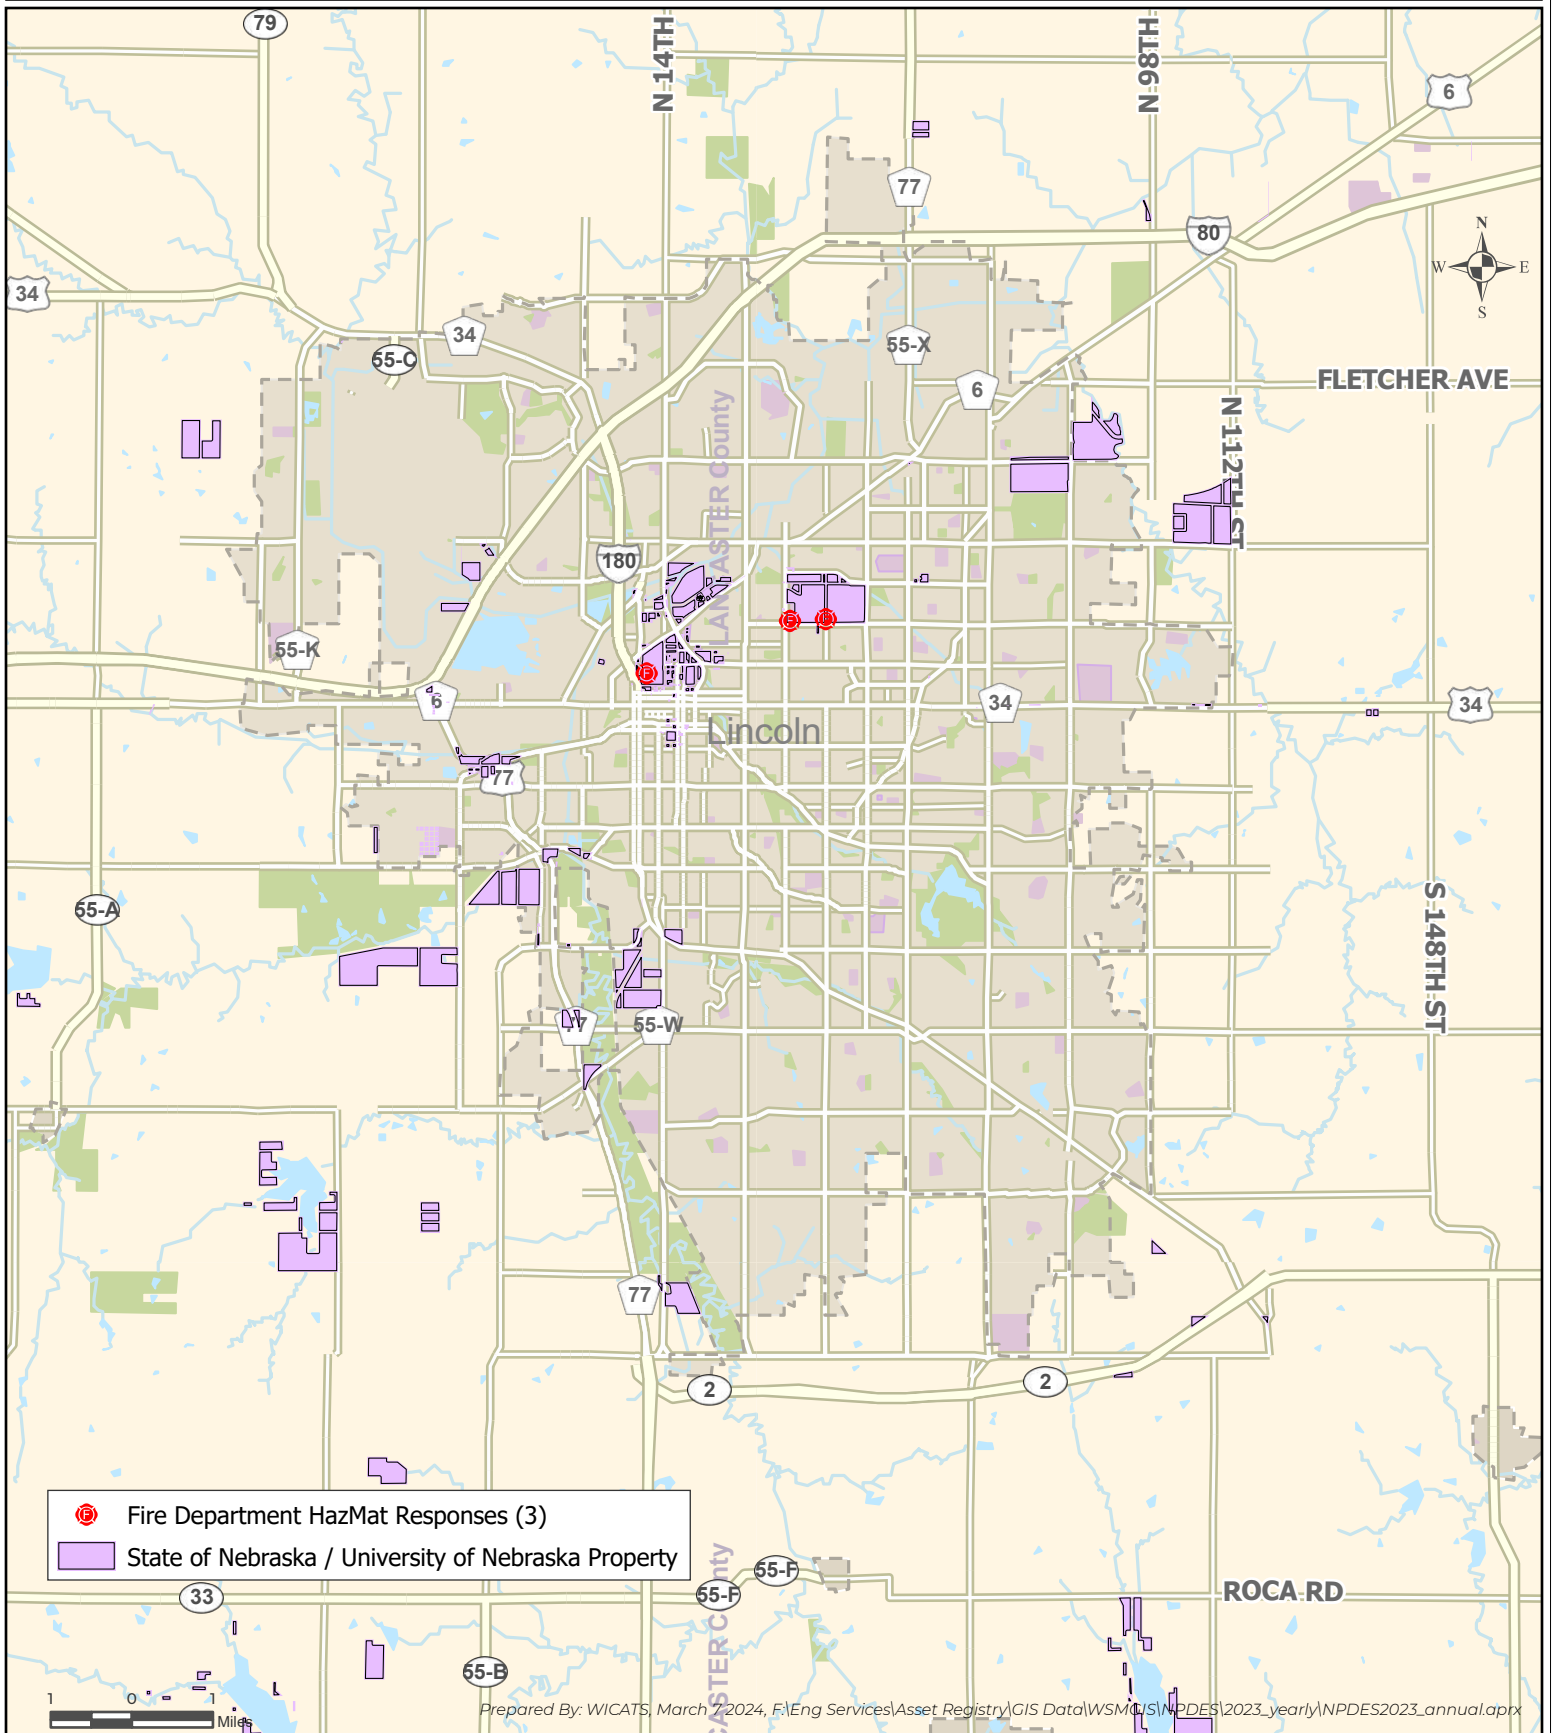 79
N 14TH
N 98TH
6
77
80
N
W E
S
34
34
55-C
55-X
6
FLETCHER AVE
N 112TH ST
LANCASTER County
180
55-K
6
34
34
Lincoln
77
55-A
S 148TH ST
77
55-W
77
2
2
Fire Department HazMat Responses (3)
State of Nebraska / University of Nebraska Property
55-F
55-F
33
ROCA RD
55-B
CASTER County
1 0 1
Miles
Prepared By: WICATS, March 7 2024, F:\Eng Services\Asset Registry\GIS Data\WSMGIS\NPDES\2023_yearly\NPDES2023_annual.aprx